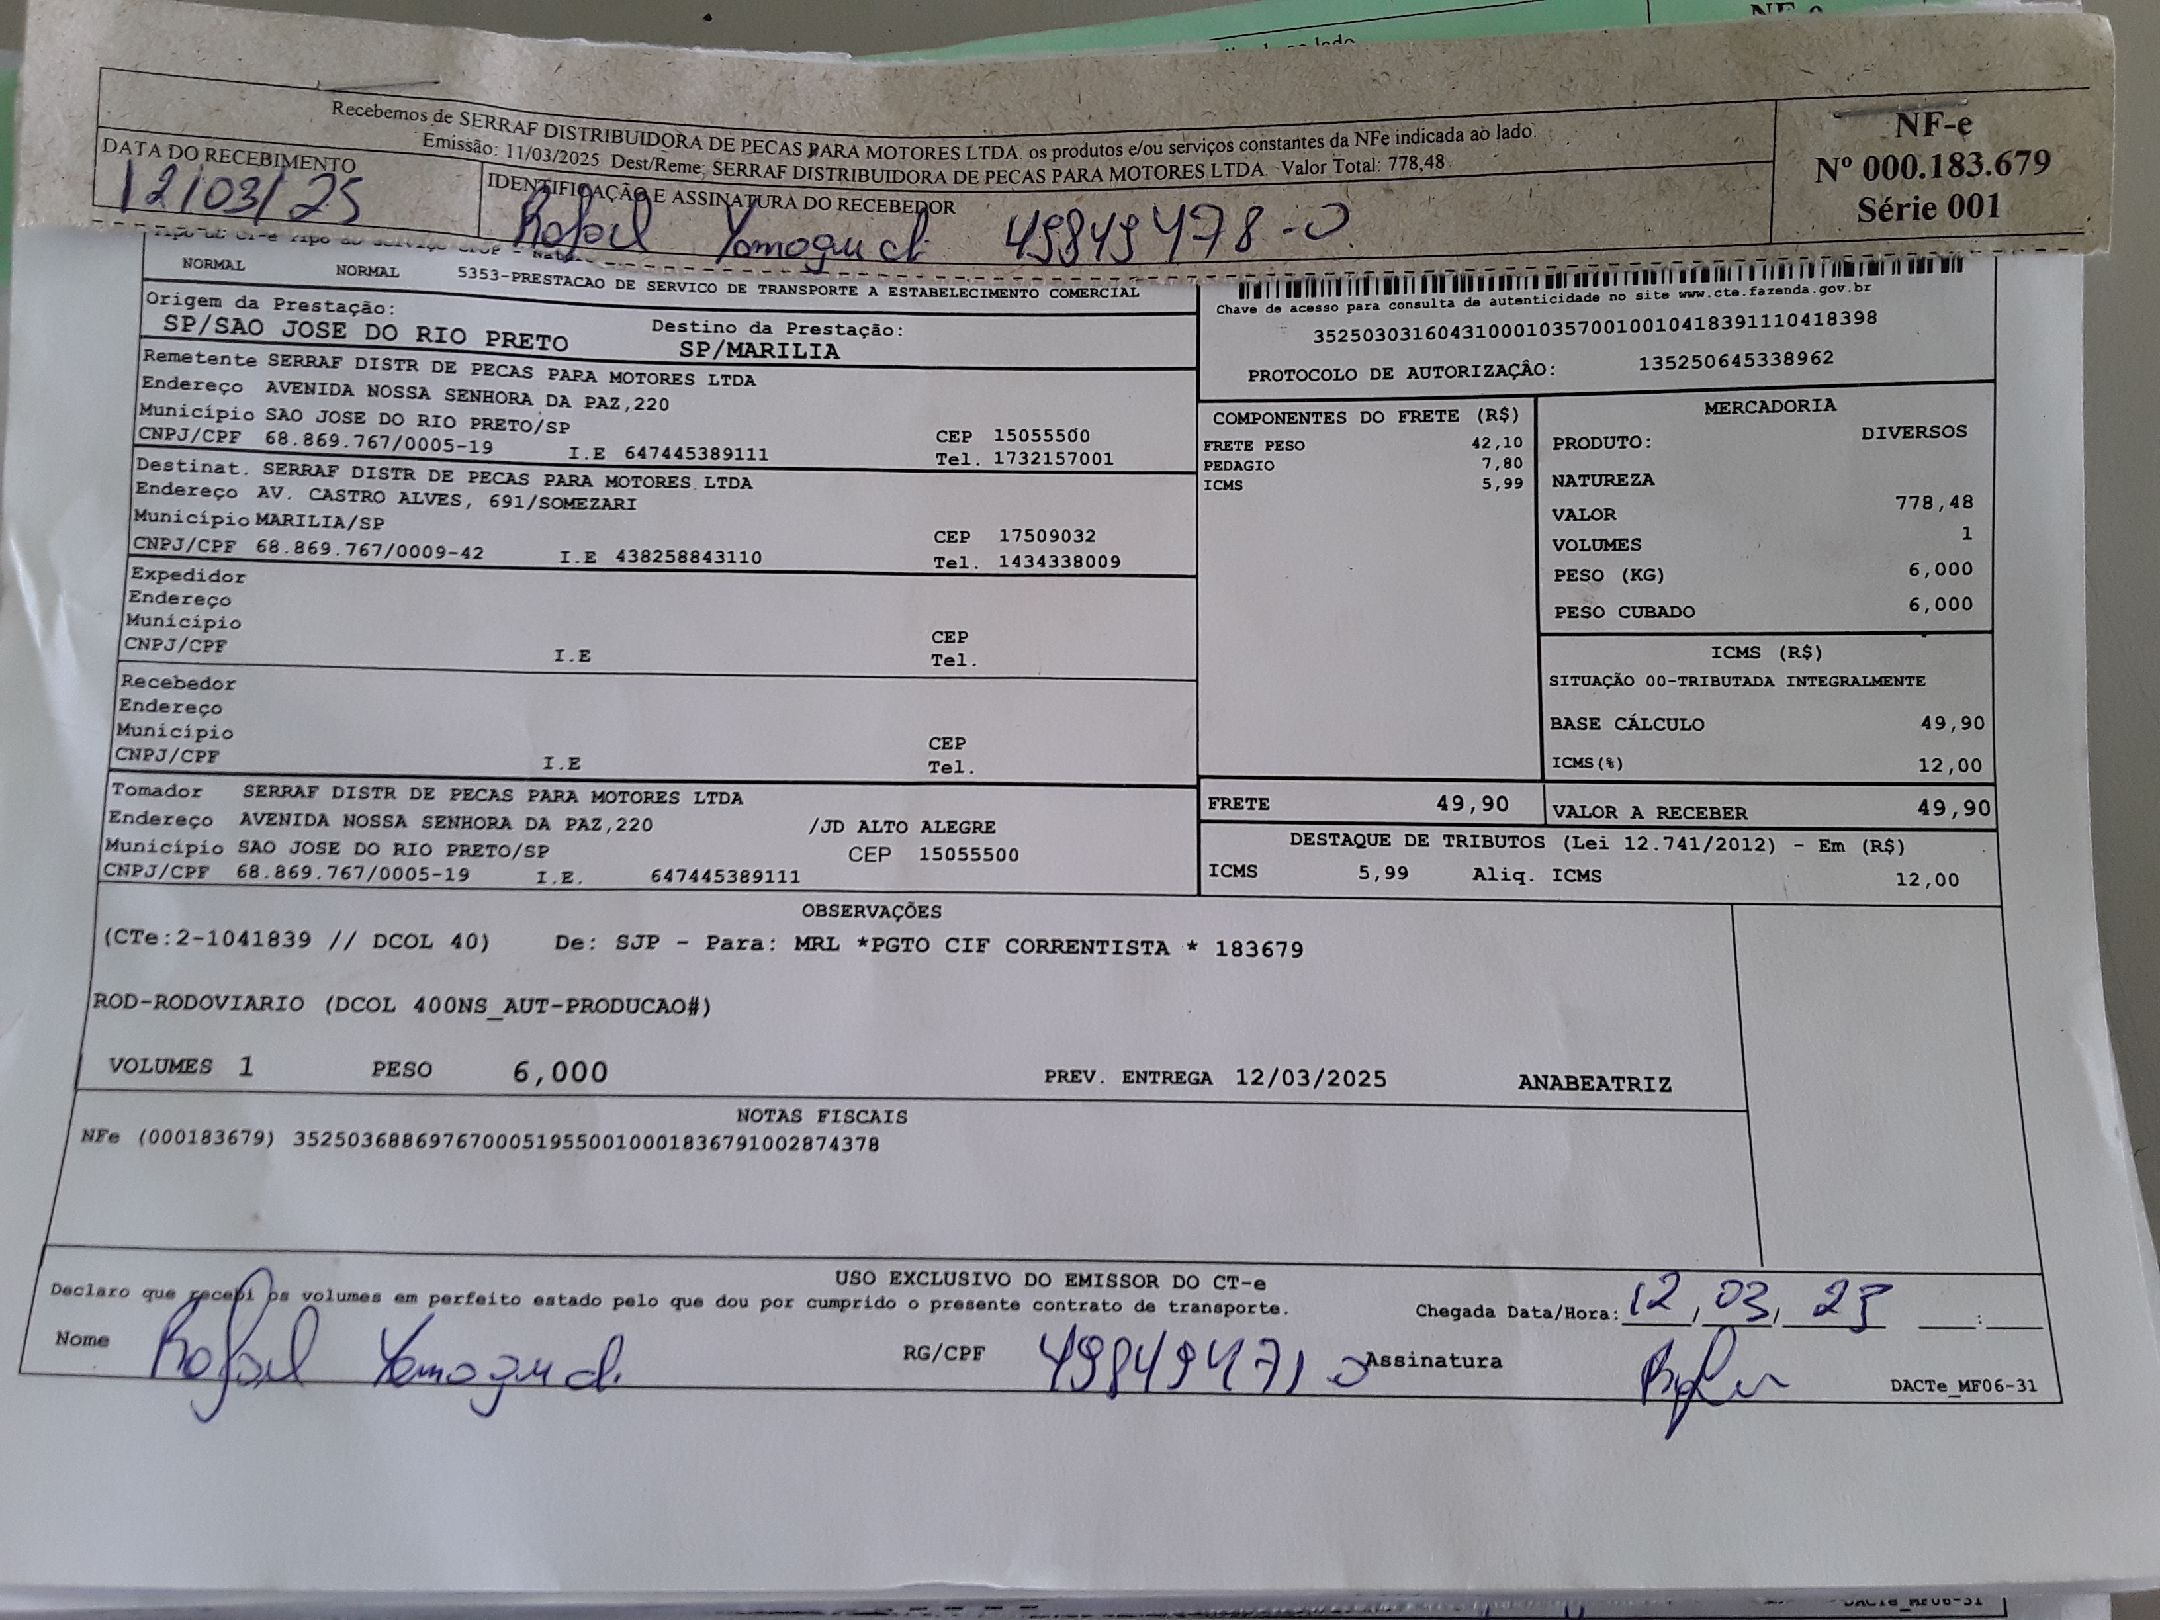 NF-e
Recebemos de SERRAF DISTRIBUIDORA DE PECAS PARA MOTORES LTDA. os produtos e/ou serviços constantes da NFe indicada ao lado.
Emissão: 11/03/2025 Dest/Reme: SERRAF DISTRIBUIDORA DE PECAS PARA MOTORES LTDA - Valor Total: 778,48
DATA DO RECEBIMENTO
12/03/25
IDENTIFICAÇÃO E ASSINATURA DO RECEBEDOR
Rafael
NF-e
Nº 000.183.679
Série 001
NORMAL NORMAL 5353-PRESTACAO DE SERVICO DE TRANSPORTE A ESTABELECIMENTO COMERCIAL
Origem da Prestação: Destino da Prestação:
SP/SAO JOSE DO RIO PRETO SP/MARILIA
Remetente SERRAF DISTR DE PECAS PARA MOTORES LTDA
Endereço AVENIDA NOSSA SENHORA DA PAZ,220
Município SAO JOSE DO RIO PRETO/SP CEP 15055500
CNPJ/CPF 68.869.767/0005-19 I.E 647445389111 Tel. 1732157001
Destinat. SERRAF DISTR DE PECAS PARA MOTORES LTDA
Endereço AV. CASTRO ALVES, 691/SOMEZARI
Município MARILIA/SP CEP 17509032
CNPJ/CPF 68.869.767/0009-42 I.E 438258843110 Tel. 1434338009
Expedidor
Endereço
Município CEP
CNPJ/CPF I.E Tel.
Recebedor
Endereço
Município CEP
CNPJ/CPF I.E Tel.
Tomador SERRAF DISTR DE PECAS PARA MOTORES LTDA
Endereço AVENIDA NOSSA SENHORA DA PAZ,220 /JD ALTO ALEGRE
Município SAO JOSE DO RIO PRETO/SP CEP 15055500
CNPJ/CPF 68.869.767/0005-19 I.E. 647445389111
Chave de acesso para consulta de autenticidade no site www.cte.fazenda.gov.br
35250303160431000103570010010418391110418398
PROTOCOLO DE AUTORIZAÇÂO: 135250645338962
COMPONENTES DO FRETE (R$)
FRETE PESO 42,10
PEDAGIO 7,80
ICMS 5,99
MERCADORIA
PRODUTO: DIVERSOS
NATUREZA
VALOR 778,48
VOLUMES 1
PESO (KG) 6,000
PESO CUBADO 6,000
ICMS (R$)
SITUAÇÃO 00-TRIBUTADA INTEGRALMENTE
BASE CÁLCULO 49,90
ICMS(%) 12,00
FRETE 49,90 VALOR A RECEBER 49,90
DESTAQUE DE TRIBUTOS (Lei 12.741/2012) - Em (R$)
ICMS 5,99 Aliq. ICMS 12,00
OBSERVAÇÕES
(CTe:2-1041839 // DCOL 40) De: SJP - Para: MRL *PGTO CIF CORRENTISTA * 183679
ROD-RODOVIARIO (DCOL 400NS_AUT-PRODUCAO#)
VOLUMES 1 PESO 6,000 PREV. ENTREGA 12/03/2025 ANABEATRIZ
NOTAS FISCAIS
NFe (000183679) 35250368869767000519550010001836791002874378
USO EXCLUSIVO DO EMISSOR DO CT-e
Declaro que recebi os volumes em perfeito estado pelo que dou por cumprido o presente contrato de transporte.
Chegada Data/Hora: 12, 03, 25 :
Nome Rafael RG/CPF Assinatura
DACTe_MF06-31
DACTe_MF06-31